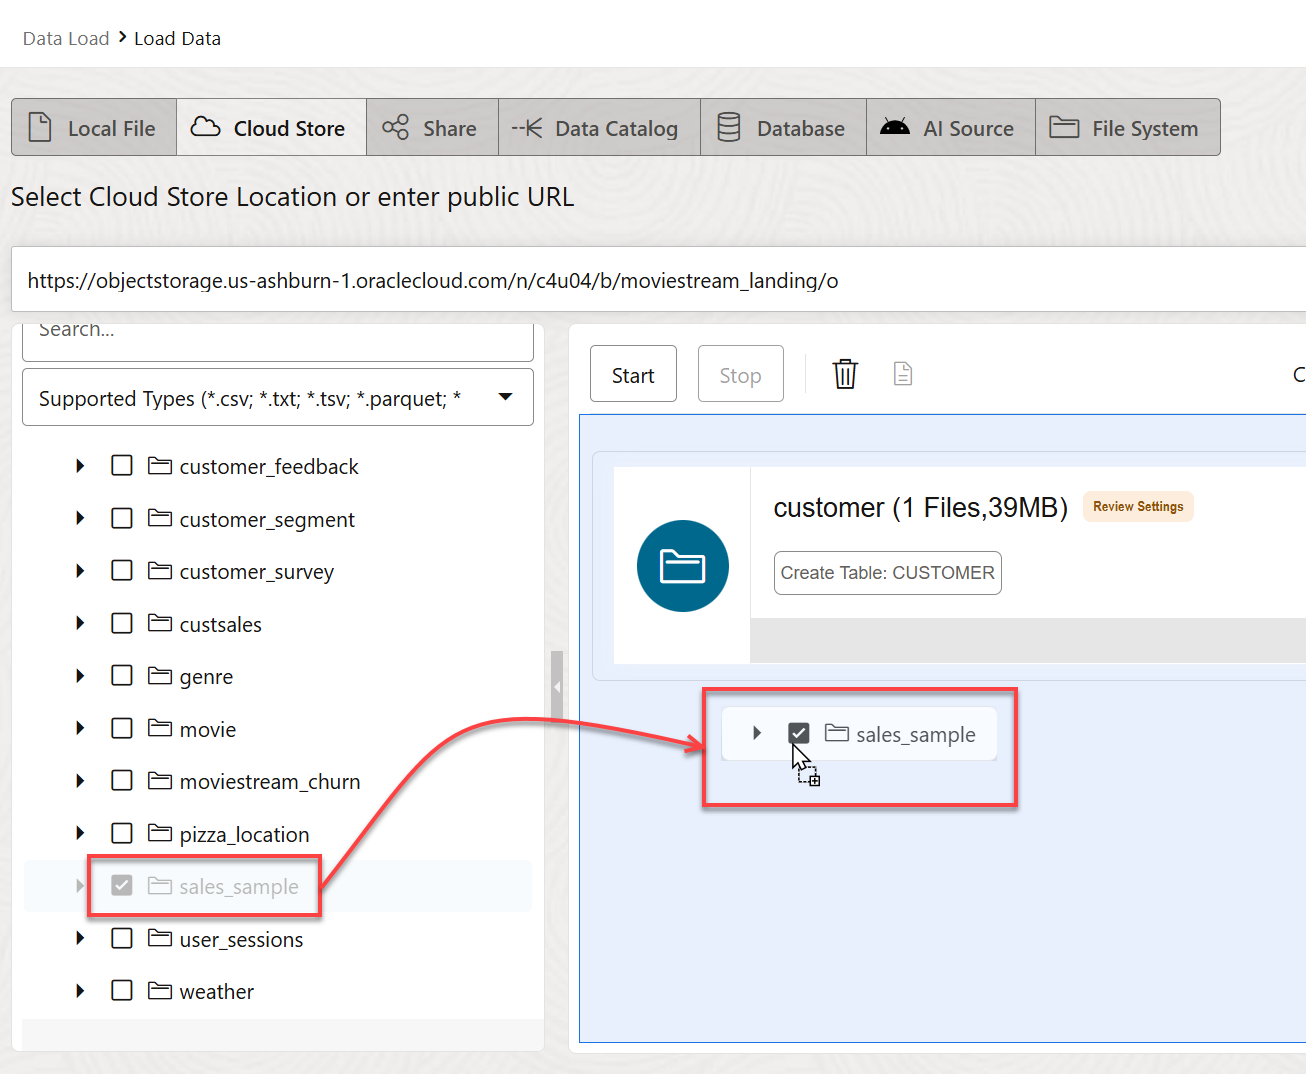 Data Load > Load Data
Local File
Cloud Store
Share
Data Catalog
Database
AI Source
File System
Select Cloud Store Location or enter public URL
https://objectstorage.us-ashburn-1.oraclecloud.com/n/c4u04/b/moviestream_landing/o
Search...
Supported Types (*.csv; *.txt; *.tsv; *.parquet; *
customer_feedback
customer_segment
customer_survey
custsales
genre
movie
moviestream_churn
pizza_location
sales_sample
user_sessions
weather
Start
Stop
C
customer (1 Files,39MB)
Review Settings
Create Table: CUSTOMER
sales_sample